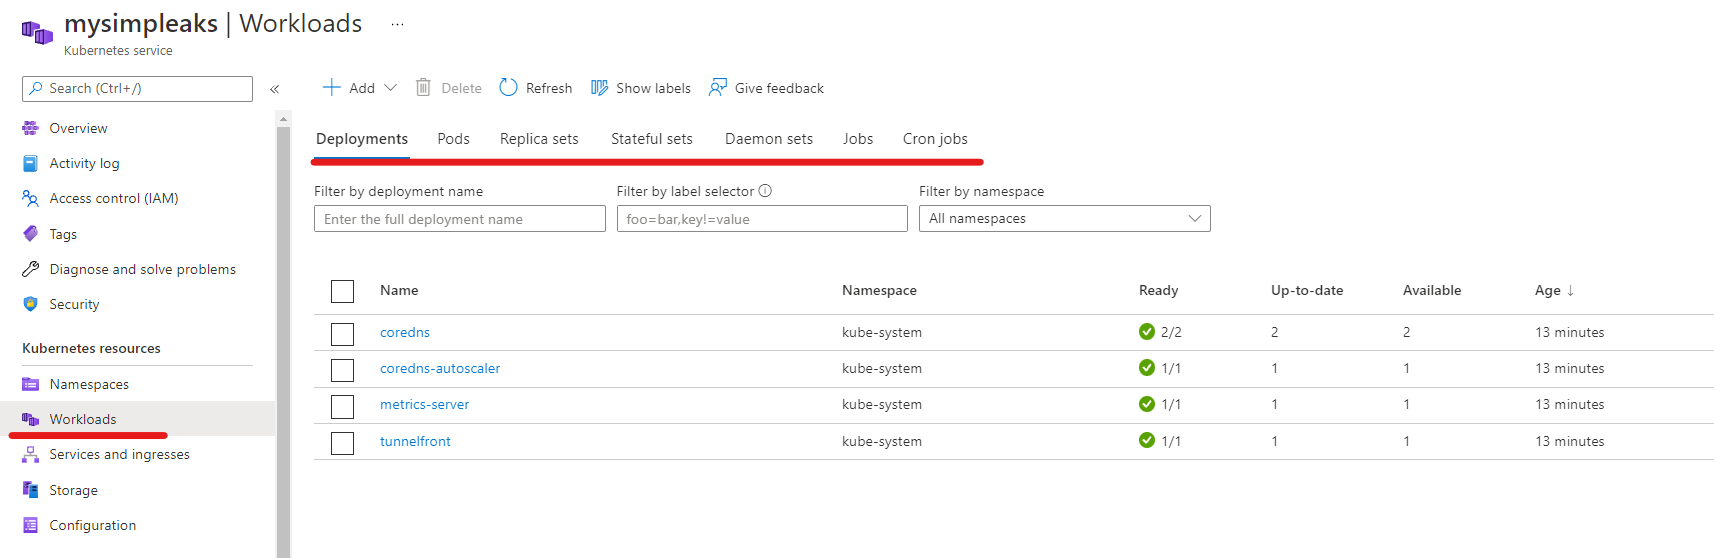 mysimpleaks | Workloads ...
Kubernetes service
Search (Ctrl+/) «
Overview
Activity log
Access control (IAM)
Tags
Diagnose and solve problems
Security
Kubernetes resources
Namespaces
Workloads
Services and ingresses
Storage
Configuration
Add Delete Refresh Show labels Give feedback
Deployments Pods Replica sets Stateful sets Daemon sets Jobs Cron jobs
Filter by deployment name Filter by label selector Filter by namespace
Enter the full deployment name foo=bar,key!=value All namespaces
Name Namespace Ready Up-to-date Available Age ↓
coredns kube-system 2/2 2 2 13 minutes
coredns-autoscaler kube-system 1/1 1 1 13 minutes
metrics-server kube-system 1/1 1 1 13 minutes
tunnelfront kube-system 1/1 1 1 13 minutes